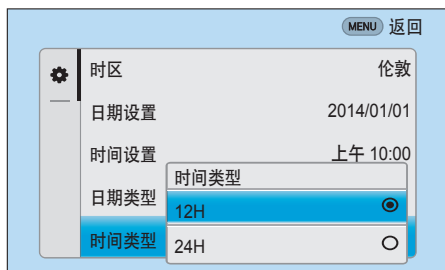 MENU 返回
时区 伦敦
日期设置 2014/01/01
时间设置 上午 10:00
日期类型
时间类型
时间类型
12H
24H